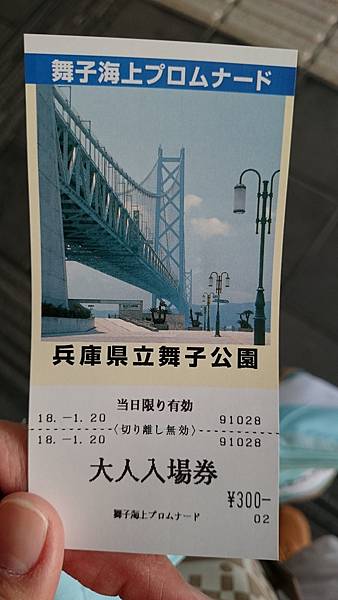 舞子海上プロムナード
兵庫県立舞子公園
当日限り有効
18.-1.20 91028
〈切り離し無効〉
18.-1.20 91028
大人入場券
¥300-
舞子海上プロムナード 02